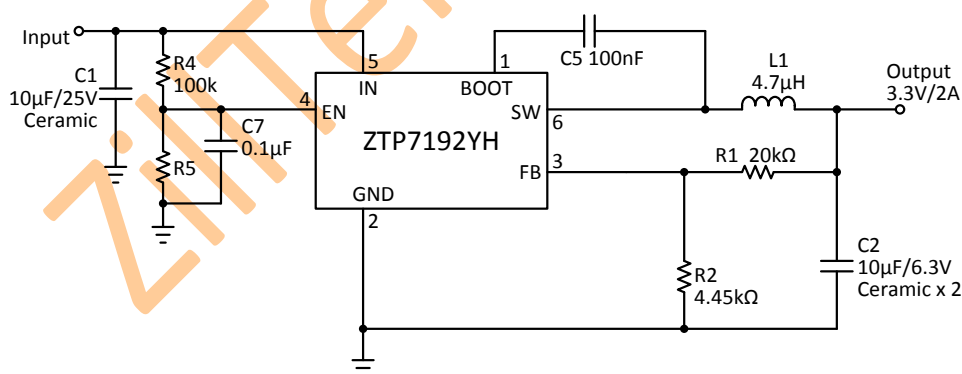 Input
C1
10μF/25V
Ceramic
R4
100k
5
IN
1
BOOT
C5 100nF
L1
4.7μH
Output
3.3V/2A
4
EN
C7
0.1μF
R5
ZTP7192YH
SW
6
FB
3
R1 20kΩ
GND
2
R2
4.45kΩ
C2
10μF/6.3V
Ceramic x 2